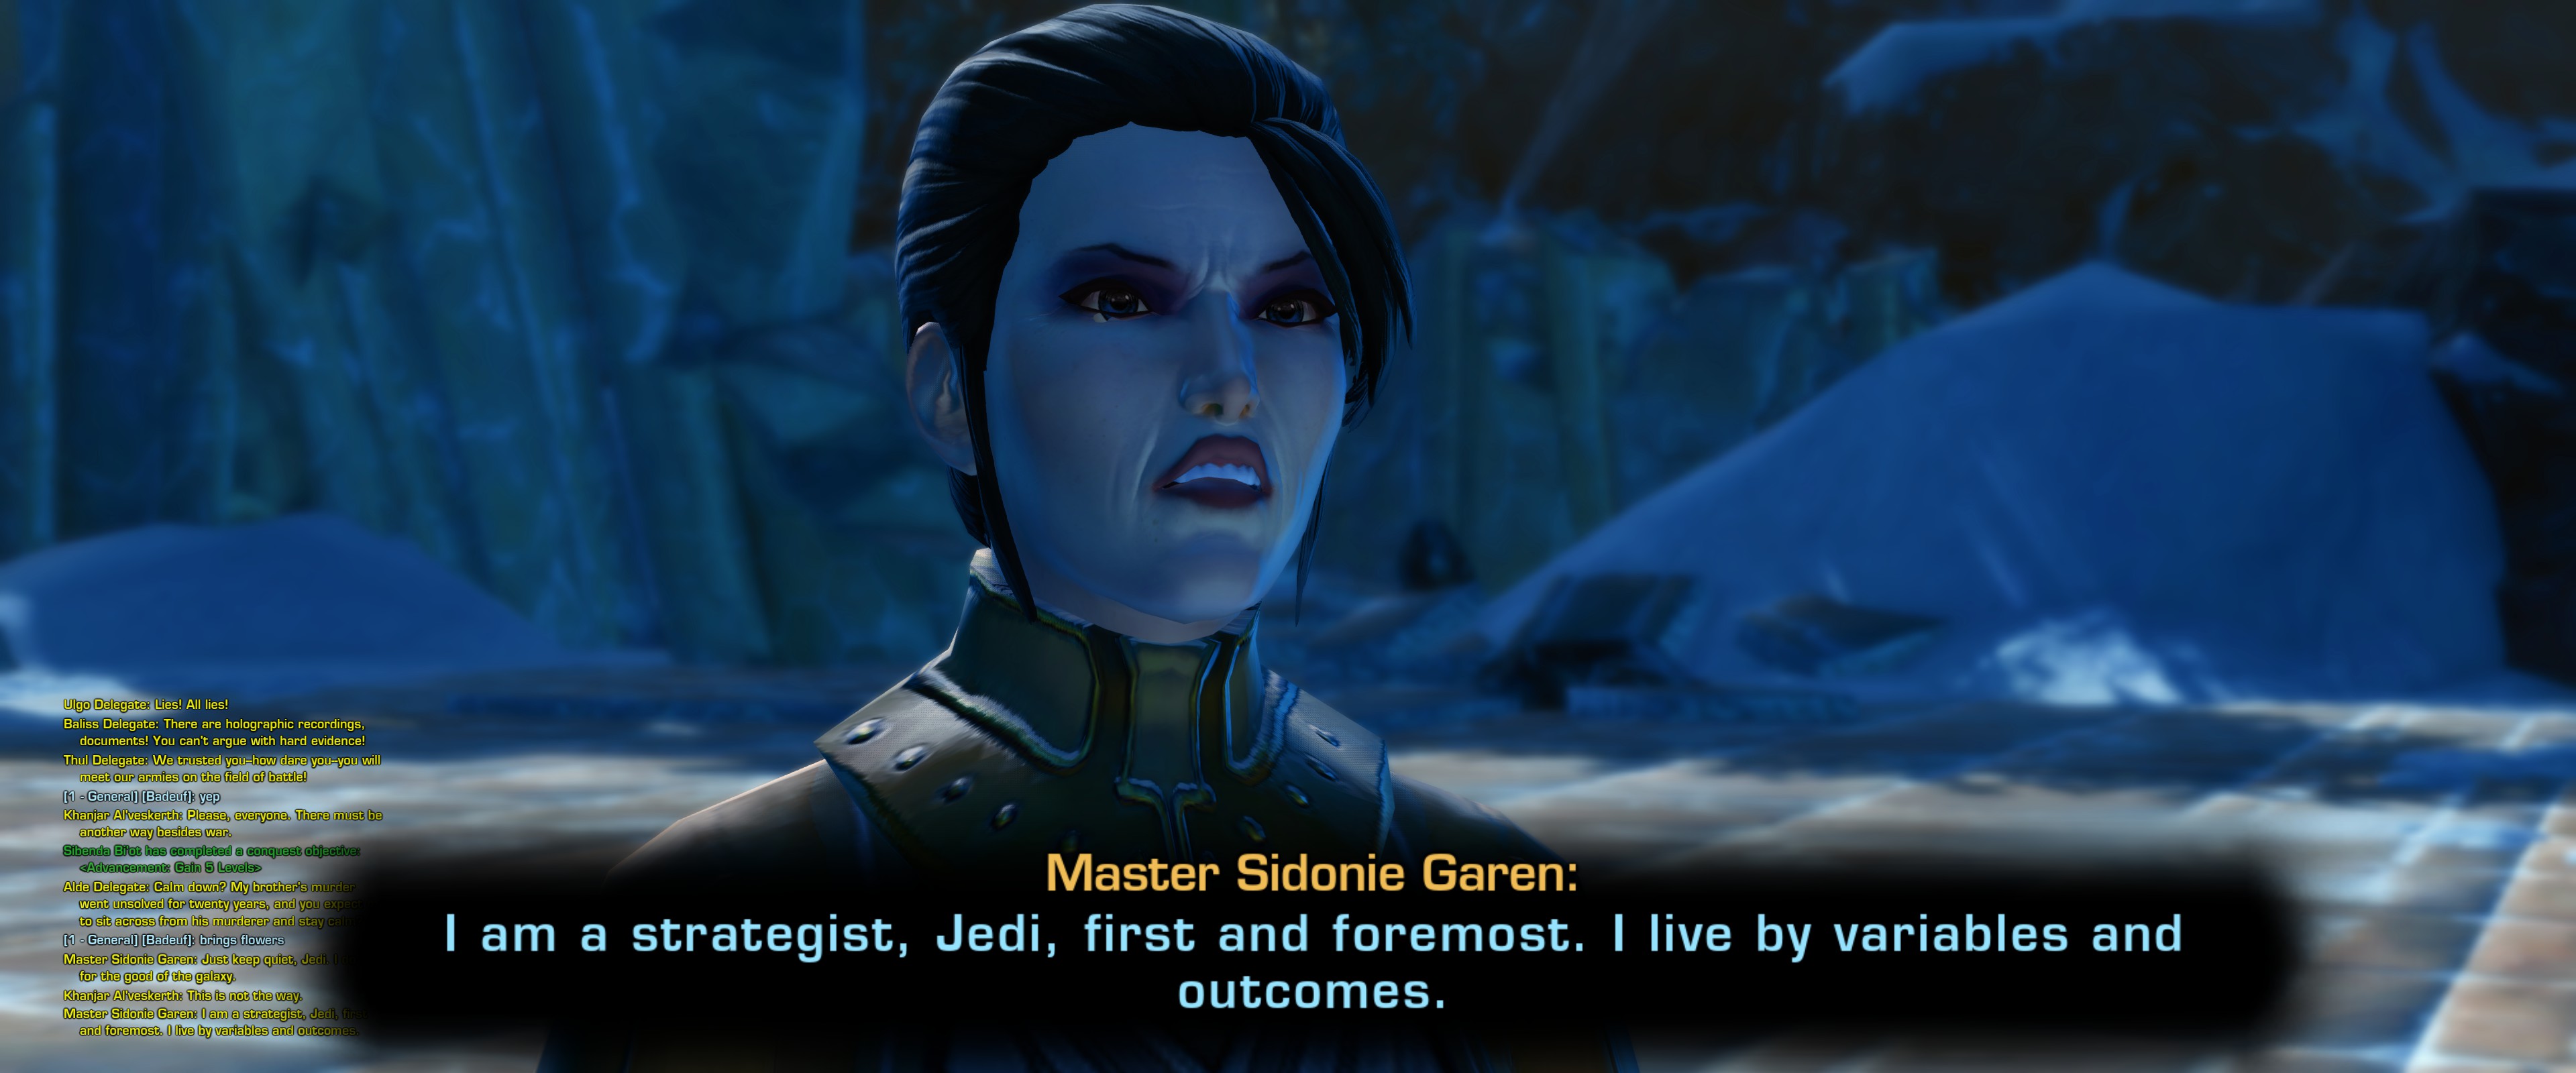 Ulgo Delegate: Lies! All lies!
Baliss Delegate: There are holographic recordings,
documents! You can't argue with hard evidence!
Thul Delegate: We trusted you–how dare you–you will
meet our armies on the field of battle!
[1 - General] [Badeuf]: yep
Khanjar Al'veskerth: Please, everyone. There must be
another way besides war.
Sibenda Bi'ot has completed a conquest objective:
<Advancement: Gain 5 Levels>
Alde Delegate: Calm down? My brother's murder
went unsolved for twenty years, and you expect
to sit across from his murderer and stay calm
[1 - General] [Badeuf]: brings flowers
Master Sidonie Garen: Just keep quiet, Jedi. I
for the good of the galaxy.
Khanjar Al'veskerth: This is not the way.
Master Sidonie Garen: I am a strategist, Jedi, first
and foremost. I live by variables and outcomes.
Master Sidonie Garen:
I am a strategist, Jedi, first and foremost. I live by variables and
outcomes.